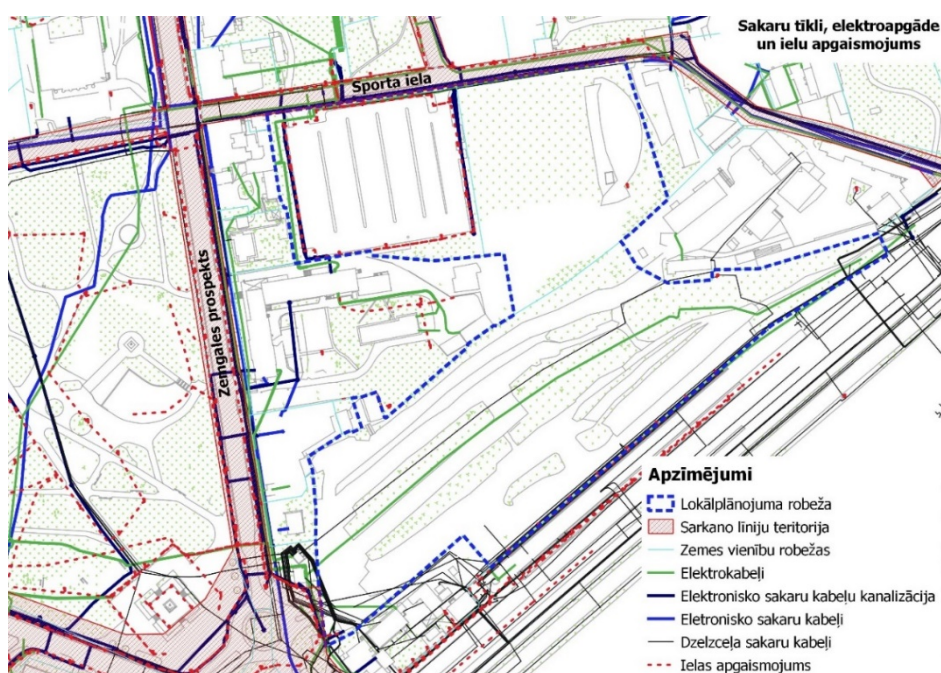 Sakaru tīkli, elektroapgāde
un ielu apgaismojums
Sporta iela
Zemgales prospekts
Apzīmējumi
Lokālplānojuma robeža
Sarkano līniju teritorija
Zemes vienību robežas
Elektrokabeļi
Elektronisko sakaru kabeļu kanalizācija
Eletronisko sakaru kabeļi
Dzelzceļa sakaru kabeļi
Ielas apgaismojums